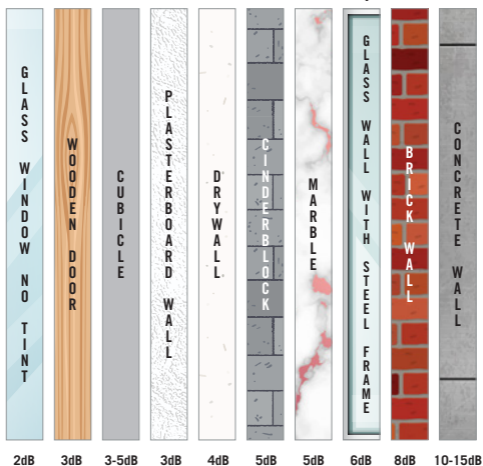 GLASS WINDOW NO TINT
WOODEN DOOR
CUBICLE
PLASTERBOARD WALL
DRYWALL
CINDERBLOCK
MARBLE
GLASS WALL WITH STEEL FRAME
BRICK WALL
CONCRETE WALL
2dB 3dB 3-5dB 3dB 4dB 5dB 5dB 6dB 8dB 10-15dB